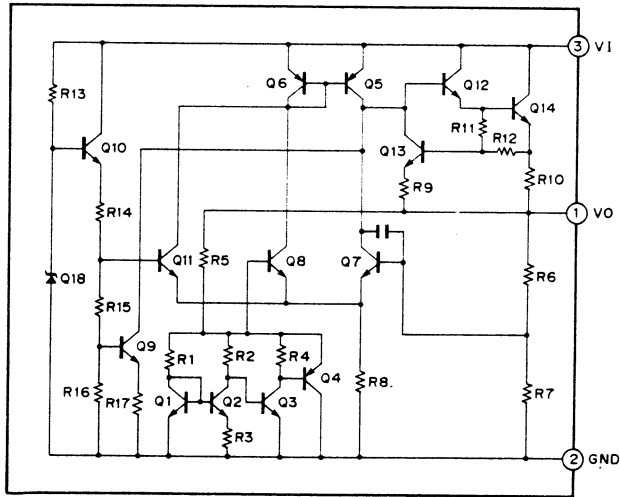 3 VI
Q6 Q5 Q12
R13 Q14
R11 R12
Q10 Q13
R9 R10
R14
1 VO
R5 Q8 Q7
Q11 R6
Q18
R15
Q9
R1 R2 R4
Q4 R8. R7
R16 R17
Q1 Q2 Q3
R3
2 GND